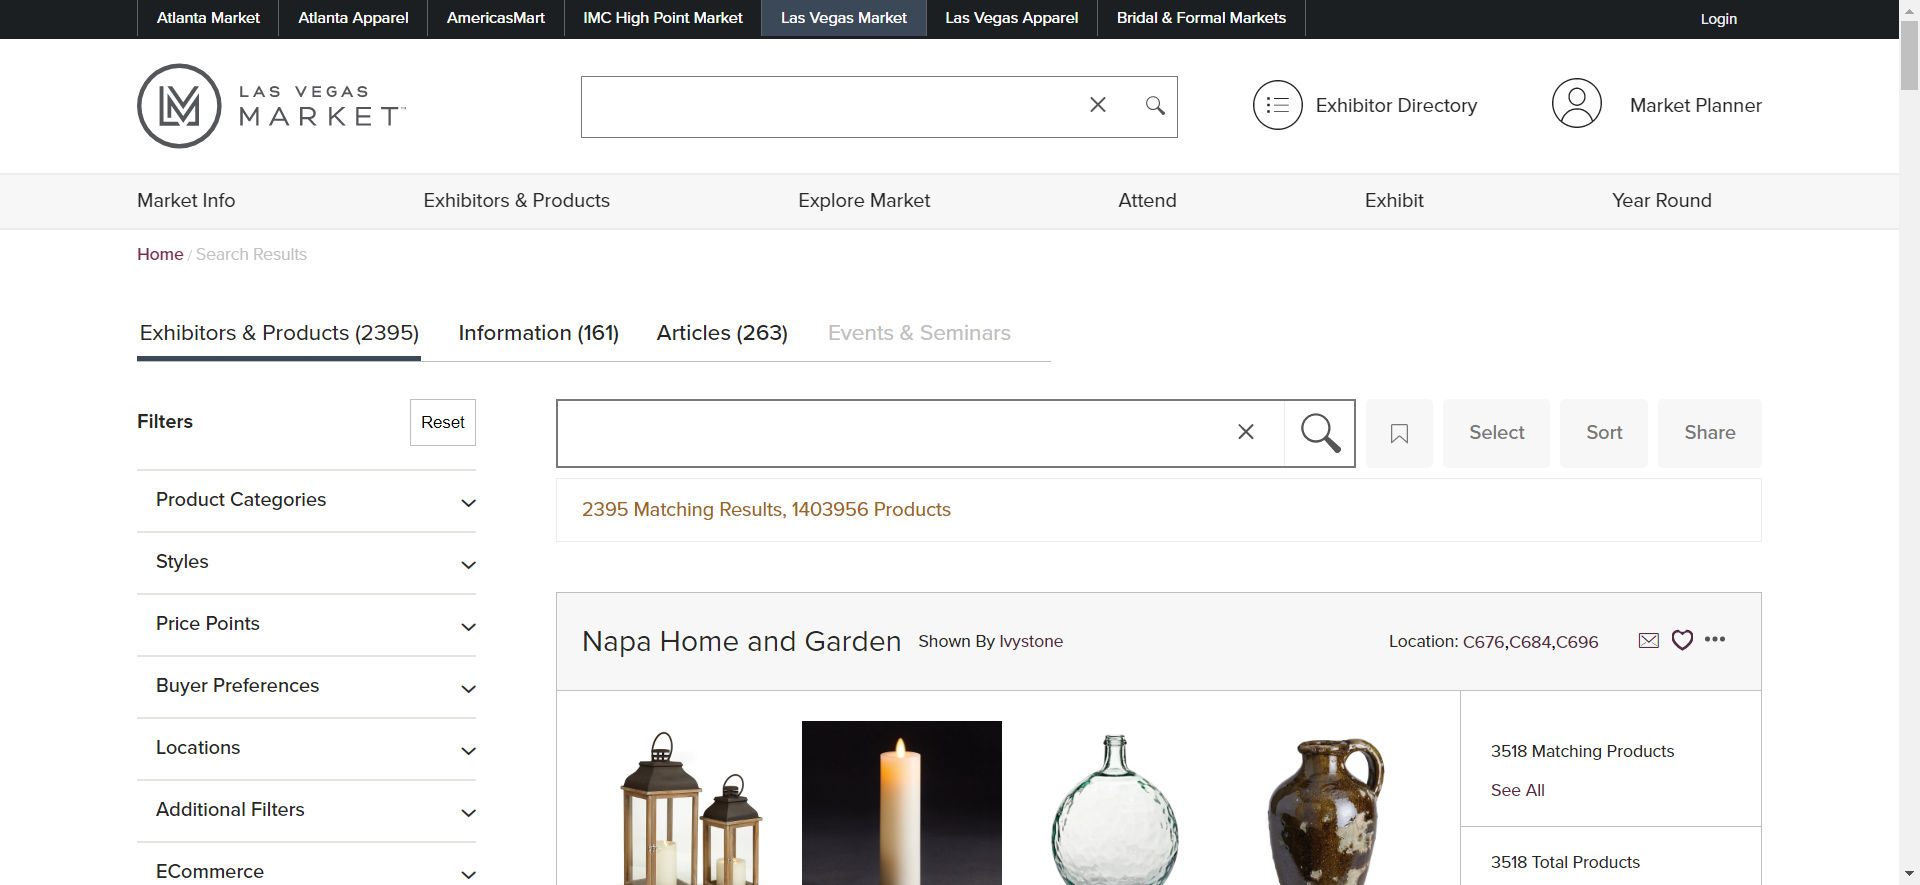 Atlanta Market
Atlanta Apparel
AmericasMart
IMC High Point Market
Las Vegas Market
Las Vegas Apparel
Bridal & Formal Markets
Login
LM
LAS VEGAS
MARKET™
Exhibitor Directory
Market Planner
Market Info
Exhibitors & Products
Explore Market
Attend
Exhibit
Year Round
Home / Search Results
Exhibitors & Products (2395)
Information (161)
Articles (263)
Events & Seminars
Filters
Reset
Select
Sort
Share
2395 Matching Results, 1403956 Products
Product Categories
Styles
Price Points
Buyer Preferences
Locations
Additional Filters
ECommerce
Napa Home and Garden
Shown By Ivystone
Location: C676,C684,C696
3518 Matching Products
See All
3518 Total Products